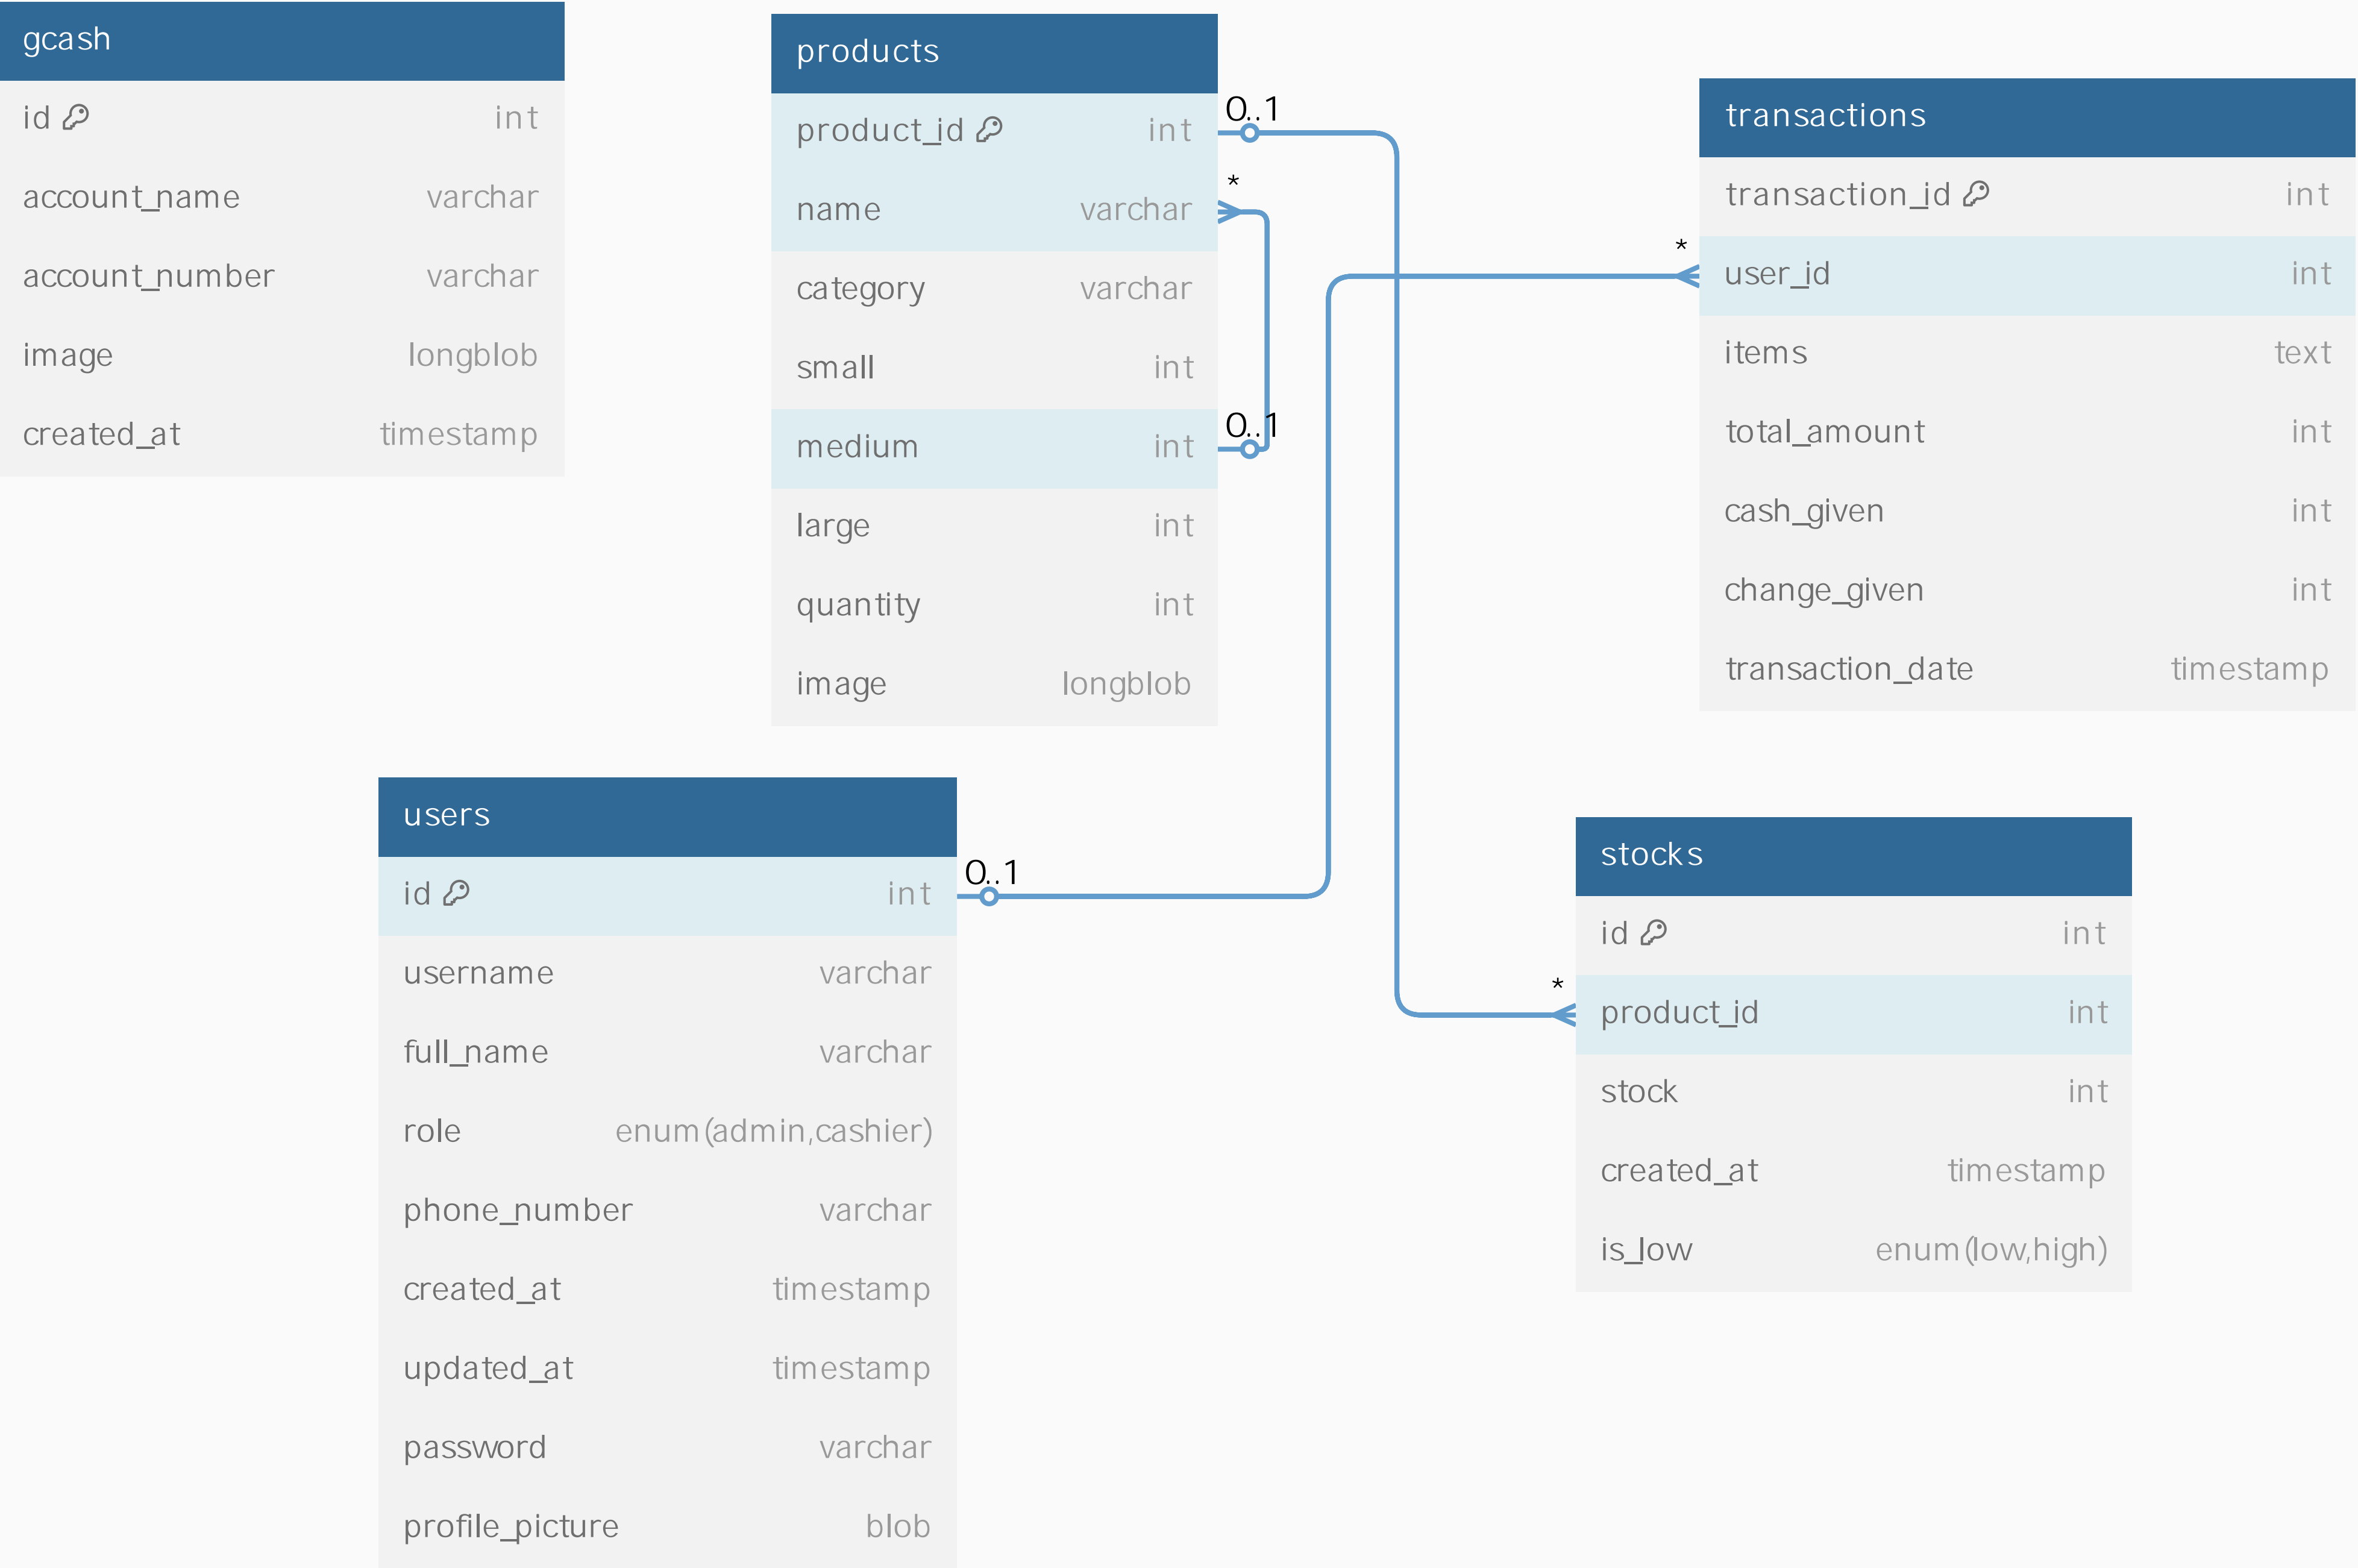 gcash
id int
account_name varchar
account_number varchar
image longblob
created_at timestamp
products
product_id int
name varchar
category varchar
small int
medium int
large int
quantity int
image longblob
0..1
*
0..1
transactions
transaction_id int
user_id int
items text
total_amount int
cash_given int
change_given int
transaction_date timestamp
*
users
id int
username varchar
full_name varchar
role enum(admin,cashier)
phone_number varchar
created_at timestamp
updated_at timestamp
password varchar
profile_picture blob
0..1
stocks
id int
product_id int
stock int
created_at timestamp
is_low enum(low,high)
*